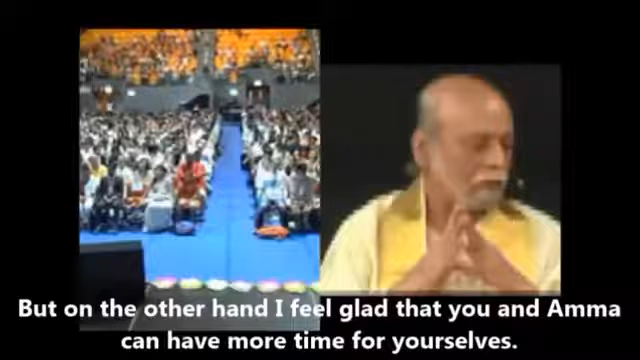 But on the other hand I feel glad that you and Amma
can have more time for yourselves.